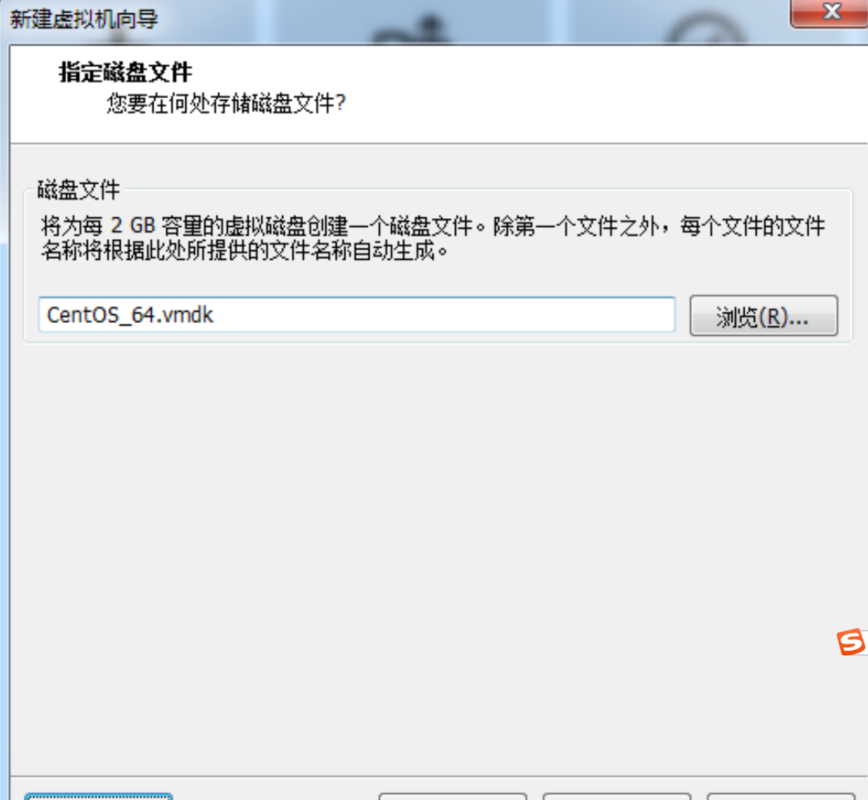 新建虚拟机向导
指定磁盘文件
您要在何处存储磁盘文件?
磁盘文件
将为每 2 GB 容量的虚拟磁盘创建一个磁盘文件。除第一个文件之外，每个文件的文件
名称将根据此处所提供的文件名称自动生成。
CentOS_64.vmdk
浏览(R)...